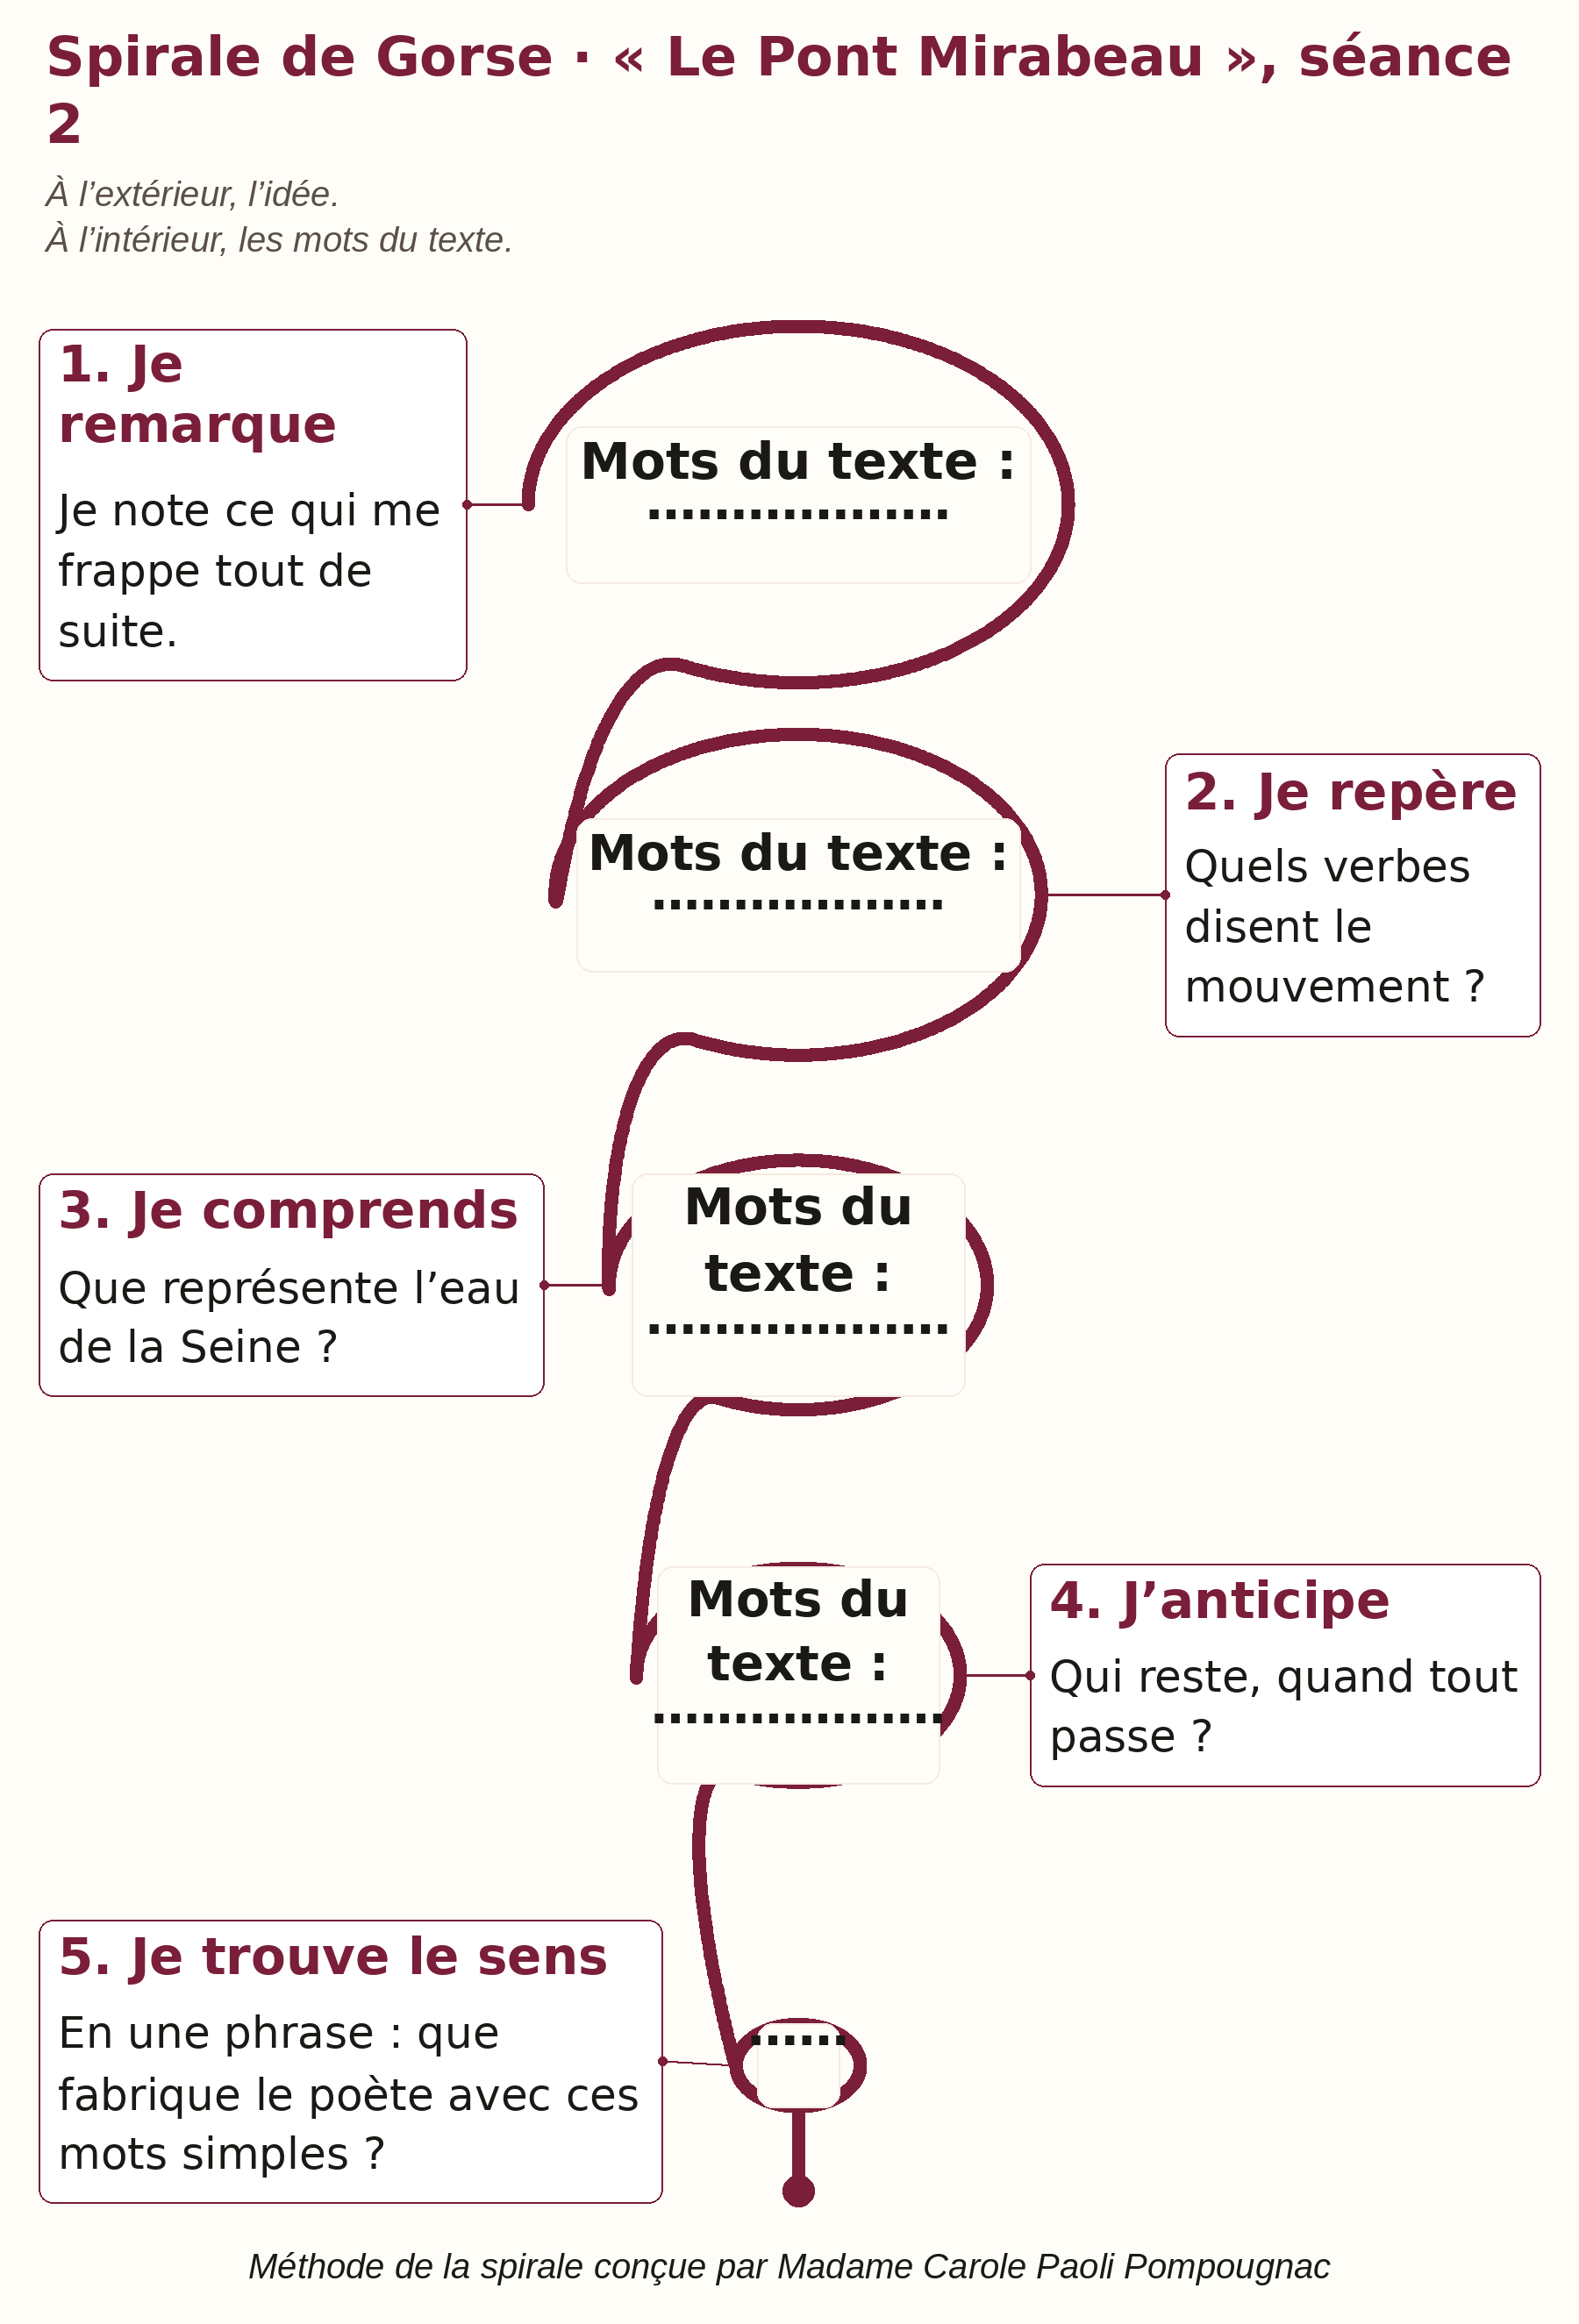 Spirale de Gorse · « Le Pont Mirabeau », séance
2
À l’extérieur, l’idée.
À l’intérieur, les mots du texte.
1. Je
remarque
Je note ce qui me
frappe tout de
suite.
Mots du texte :
………………
2. Je repère
Quels verbes
disent le
mouvement ?
Mots du texte :
………………
3. Je comprends
Que représente l’eau
de la Seine ?
Mots du
texte :
………………
4. J’anticipe
Qui reste, quand tout
passe ?
Mots du
texte :
………………
5. Je trouve le sens
En une phrase : que
fabrique le poète avec ces
mots simples ?
……
Méthode de la spirale conçue par Madame Carole Paoli Pompougnac